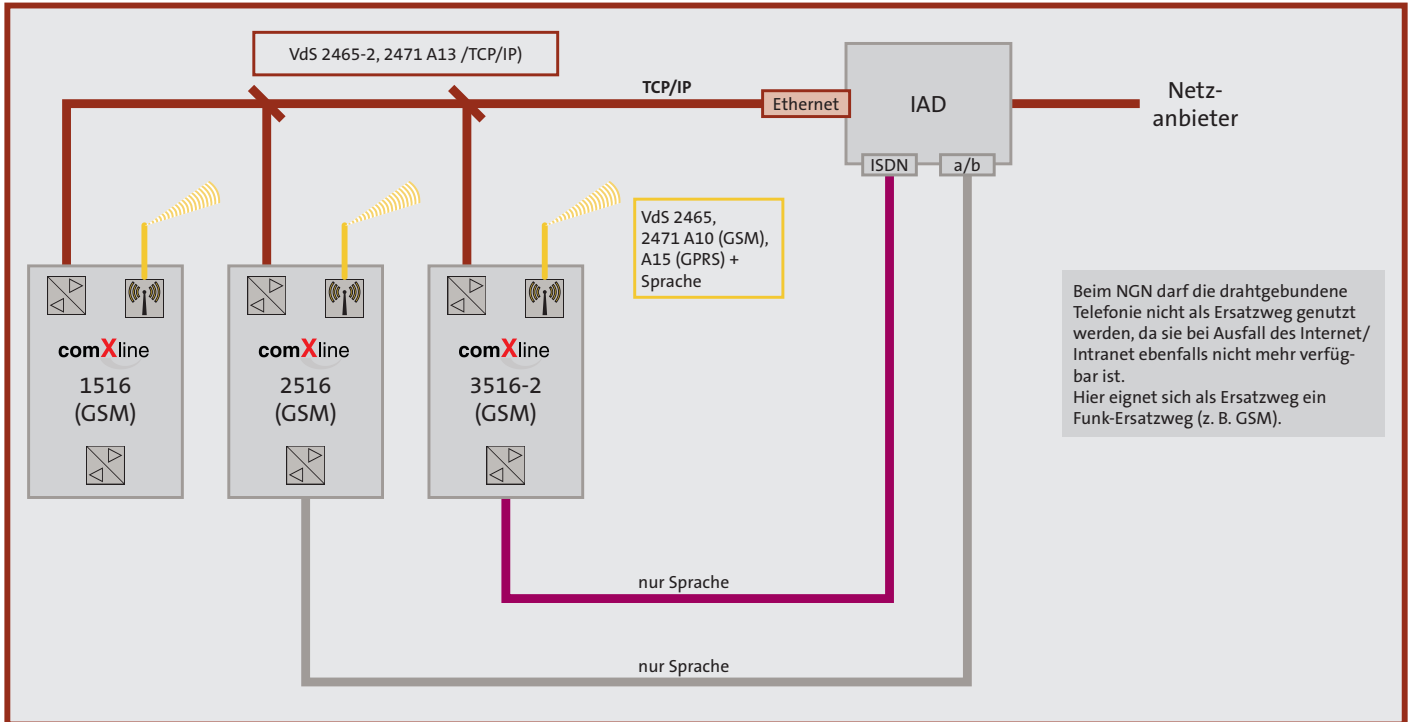 VdS 2465-2, 2471 A13 /TCP/IP)
TCP/IP
Ethernet
IAD
ISDN
a/b
Netz-
anbieter
VdS 2465,
2471 A10 (GSM),
A15 (GPRS) +
Sprache
comXline
1516
(GSM)
comXline
2516
(GSM)
comXline
3516-2
(GSM)
Beim NGN darf die drahtgebundene
Telefonie nicht als Ersatzweg genutzt
werden, da sie bei Ausfall des Internet/
Intranet ebenfalls nicht mehr verfüg-
bar ist.
Hier eignet sich als Ersatzweg ein
Funk-Ersatzweg (z. B. GSM).
nur Sprache
nur Sprache